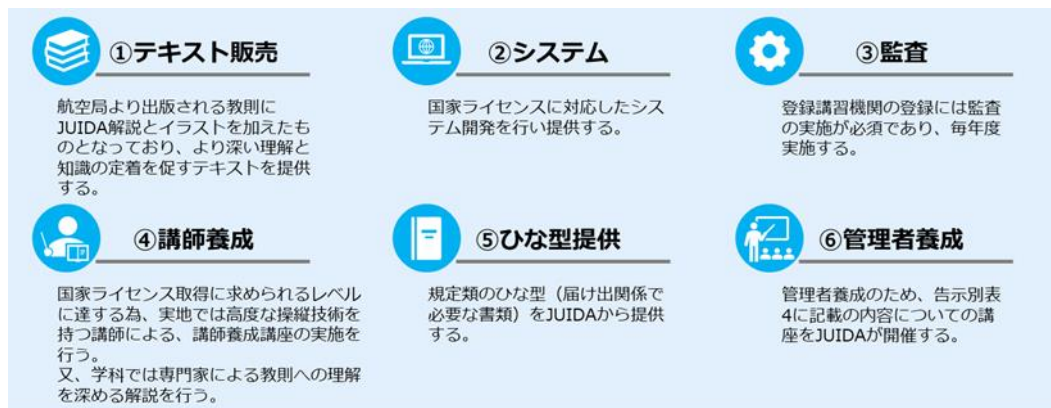 ①テキスト販売
航空局より出版される教則に
JUIDA解説とイラストを加えたも
のとなっており、より深い理解と
知識の定着を促すテキストを提供
する。
②システム
国家ライセンスに対応したシス
テム開発を行い提供する。
③監査
登録講習機関の登録には監査
の実施が必須であり、毎年度
実施する。
④講師養成
国家ライセンス取得に求められるレベル
に達する為、実地では高度な操縦技術を
持つ講師による、講師養成講座の実施を
行う。
又、学科では専門家による教則への理解
を深める解説を行う。
⑤ひな型提供
規定類のひな型（届け出関係で
必要な書類）をJUIDAから提供
する。
⑥管理者養成
管理者養成のため、告示別表
4に記載の内容についての講
座をJUIDAが開催する。